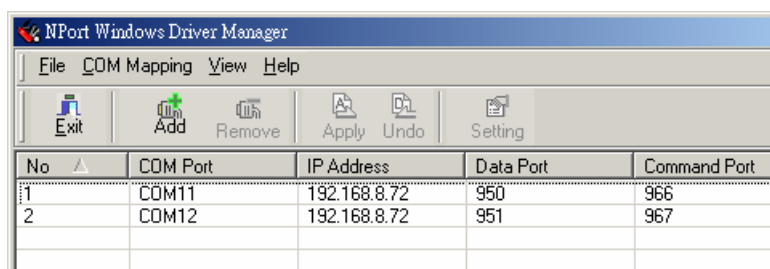 NPort Windows Driver Manager
File COM Mapping View Help
Exit Add Remove Apply Undo Setting
No COM Port IP Address Data Port Command Port
1 COM11 192.168.8.72 950 966
2 COM12 192.168.8.72 951 967